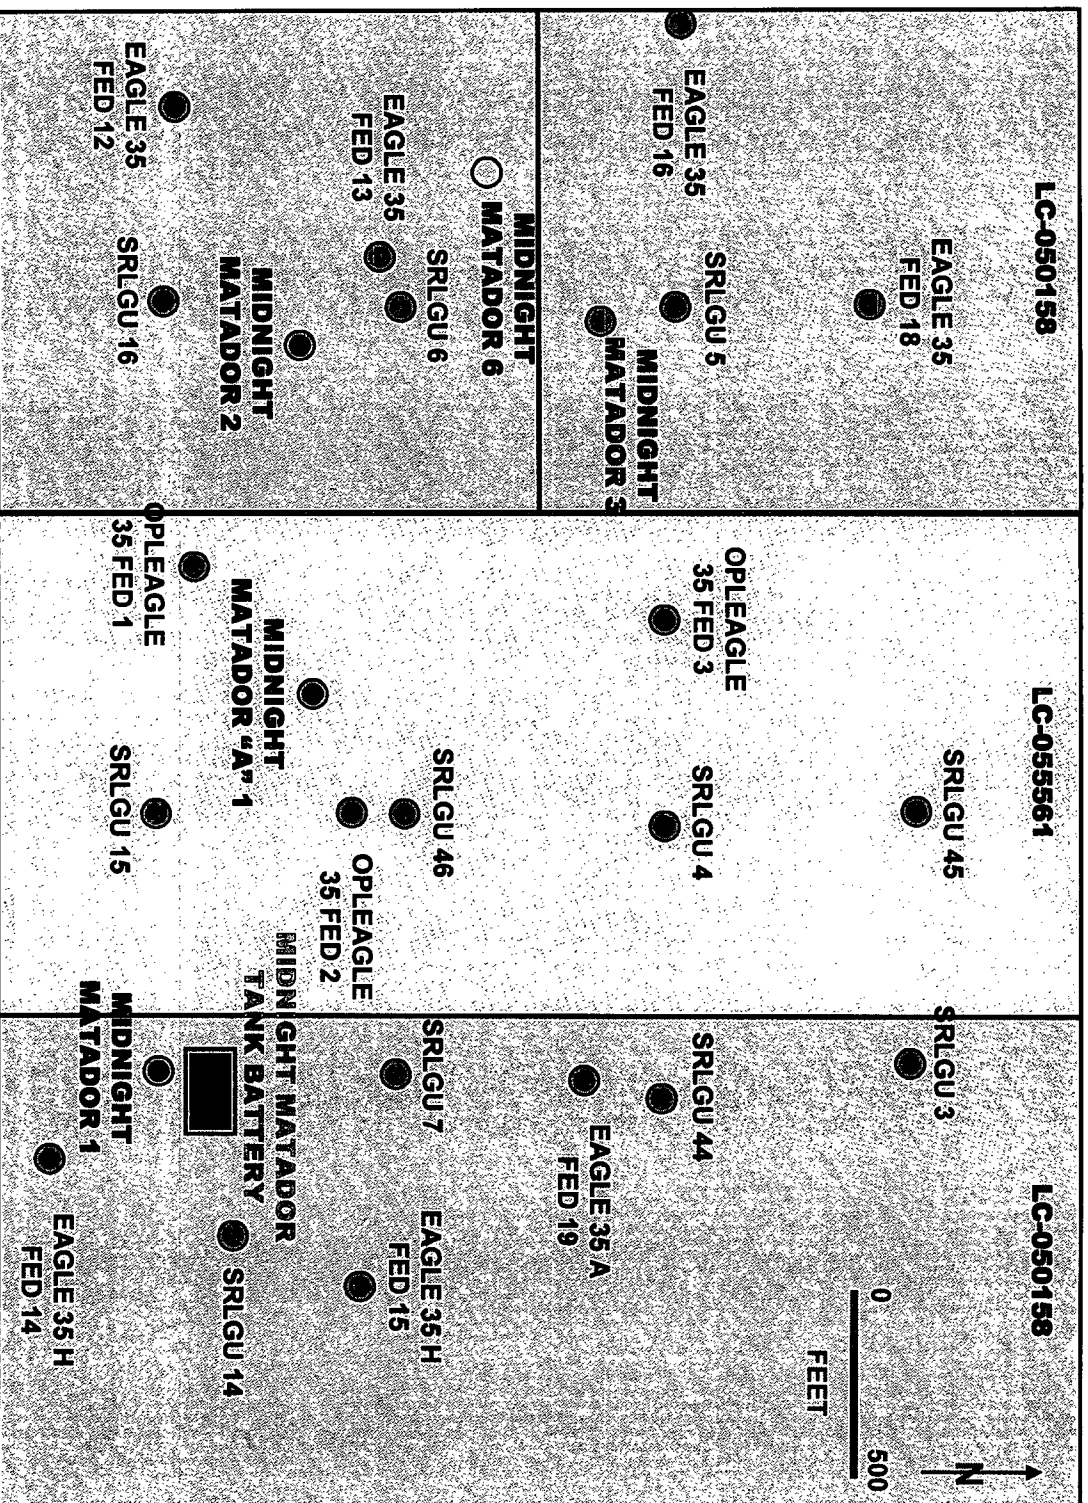 LC-050158
EAGLE 35
FED 18
EAGLE 35
FED 16
SRLGU 5
MIDNIGHT
MATADOR 3
MIDNIGHT
MATADOR 6
EAGLE 35
FED 13
SRLGU 6
EAGLE 35
FED 12
MIDNIGHT
MATADOR 2
SRLGU 16
LC-055561
SRLGU 45
OPLEAGLE
35 FED 3
SRLGU 4
SRLGU 46
OPLEAGLE
35 FED 2
MIDNIGHT
MATADOR "A" 1
OPLEAGLE
35 FED 1
SRLGU 15
LC-050158
N
0
500
FEET
SRLGU 3
SRLGU 44
EAGLE 35 A
FED 19
SRLGU 7
EAGLE 35 H
FED 15
MIDNIGHT MATADOR
TANK BATTERY
SRLGU 14
MIDNIGHT
MATADOR 1
EAGLE 35 H
FED 14